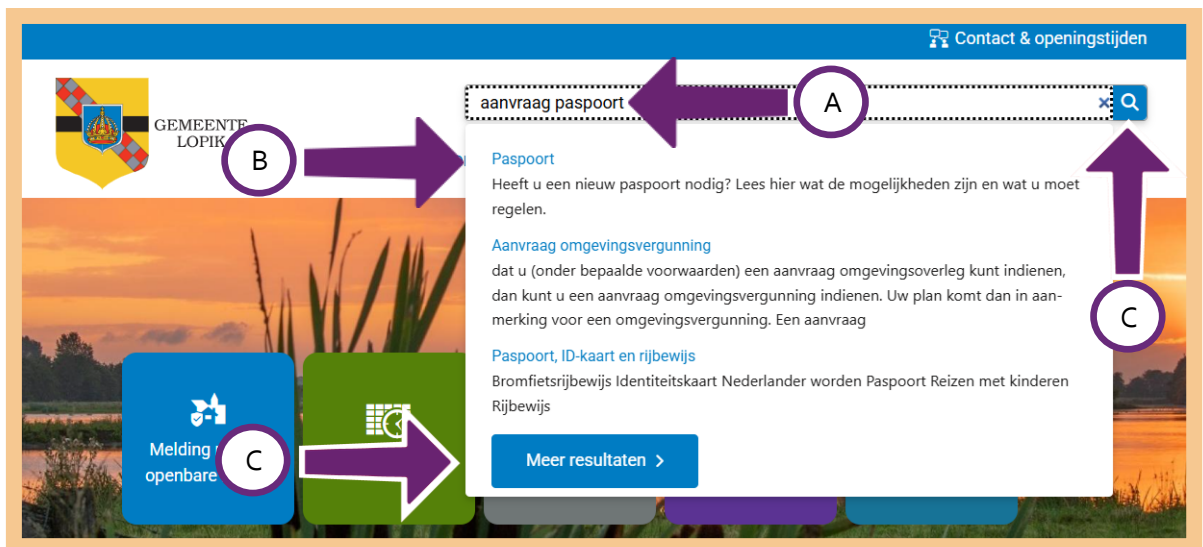 Contact & openingstijden
aanvraag paspoort
A
GEMEENTE
LOPIK
B
Paspoort
Heeft u een nieuw paspoort nodig? Lees hier wat de mogelijkheden zijn en wat u moet
regelen.
Aanvraag omgevingsvergunning
dat u (onder bepaalde voorwaarden) een aanvraag omgevingsoverleg kunt indienen,
dan kunt u een aanvraag omgevingsvergunning indienen. Uw plan komt dan in aan-
merking voor een omgevingsvergunning. Een aanvraag
C
Paspoort, ID-kaart en rijbewijs
Bromfietsrijbewijs Identiteitskaart Nederlander worden Paspoort Reizen met kinderen
Rijbewijs
Melding
openbare
C
Meer resultaten